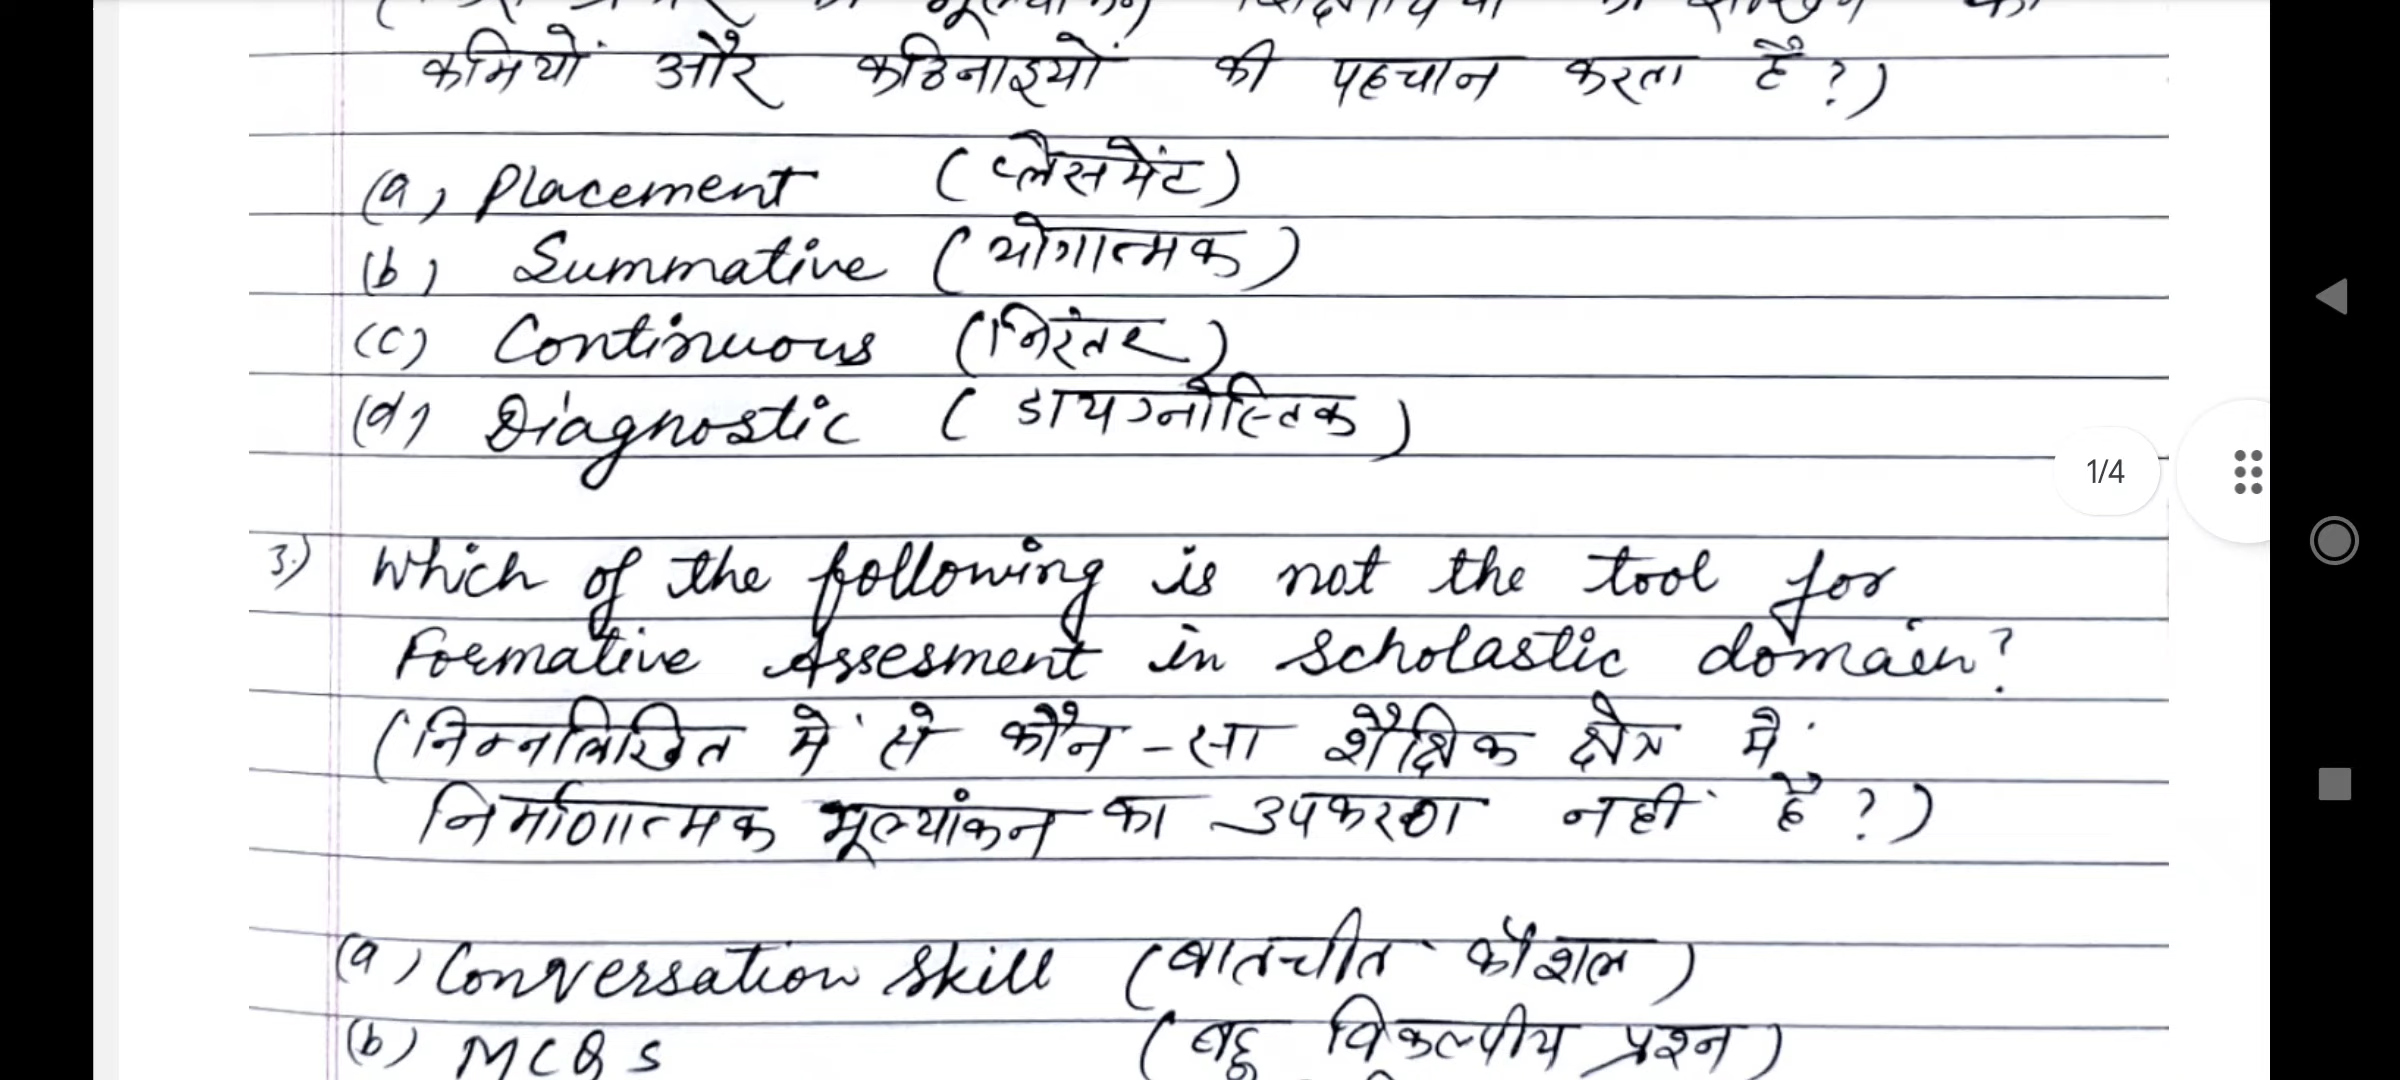 कमियों और कठिनाइयों की पहचान करता है?)
(a) Placement (प्लेसमेंट)
(b) Summative (योगात्मक)
(c) Continuous (निरंतर)
(d) Diagnostic (डायग्नोस्तिक)
1/4
3.) Which of the following is not the tool for
Formative Assesment in scholastic domain?
(निम्नलिखित में से कौन-सा शैक्षिक क्षेत्र में
निर्माणात्मक मूल्यांकन का उपकरण नहीं है?)
(a) Conversation skill (बातचीत कौशल)
(b) MCQs (बहु विकल्पीय प्रश्न)